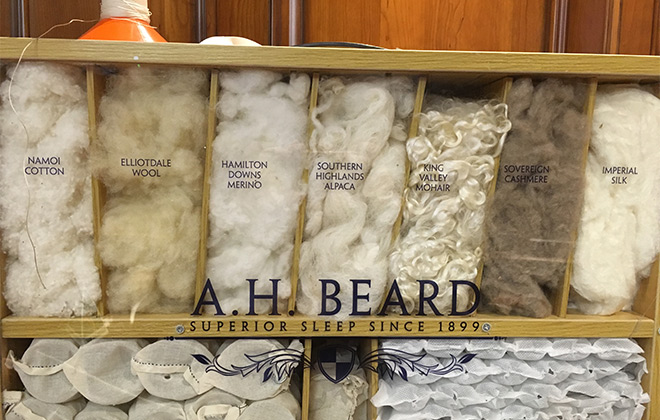 NAMOI
COTTON
ELLIOTDALE
WOOL
HAMILTON
DOWNS
MERINO
SOUTHERN
HIGHLANDS
ALPACA
KING
VALLEY
MOHAIR
SOVEREIGN
CASHMERE
IMPERIAL
SILK
A.H. BEARD
SUPERIOR SLEEP SINCE 1899